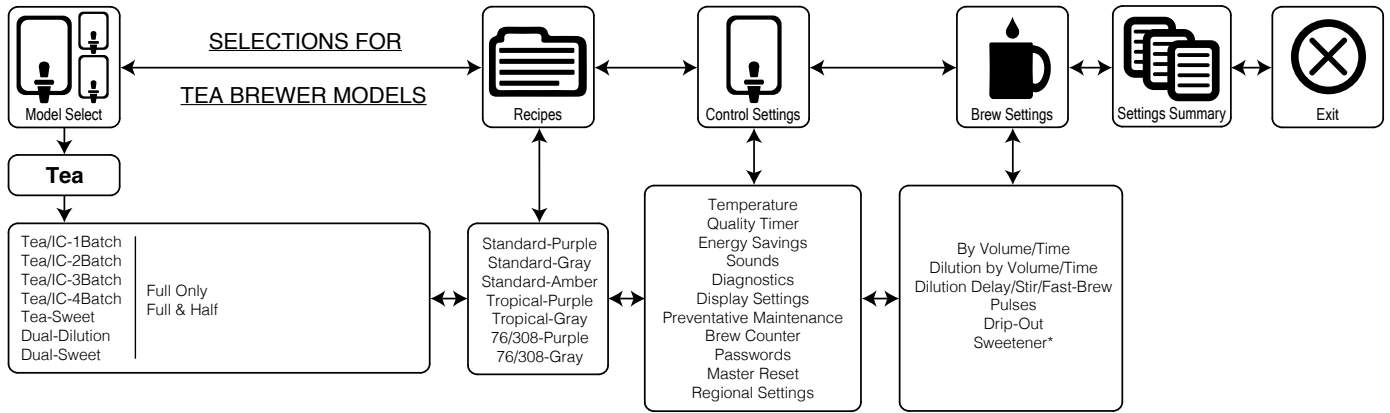 SELECTIONS FOR
TEA BREWER MODELS
Model Select
Recipes
Control Settings
Brew Settings
Settings Summary
Exit
Tea
Tea/IC-1Batch
Tea/IC-2Batch
Tea/IC-3Batch
Tea/IC-4Batch
Tea-Sweet
Dual-Dilution
Dual-Sweet
Full Only
Full & Half
Standard-Purple
Standard-Gray
Standard-Amber
Tropical-Purple
Tropical-Gray
76/308-Purple
76/308-Gray
Temperature
Quality Timer
Energy Savings
Sounds
Diagnostics
Display Settings
Preventative Maintenance
Brew Counter
Passwords
Master Reset
Regional Settings
By Volume/Time
Dilution by Volume/Time
Dilution Delay/Stir/Fast-Brew
Pulses
Drip-Out
Sweetener*